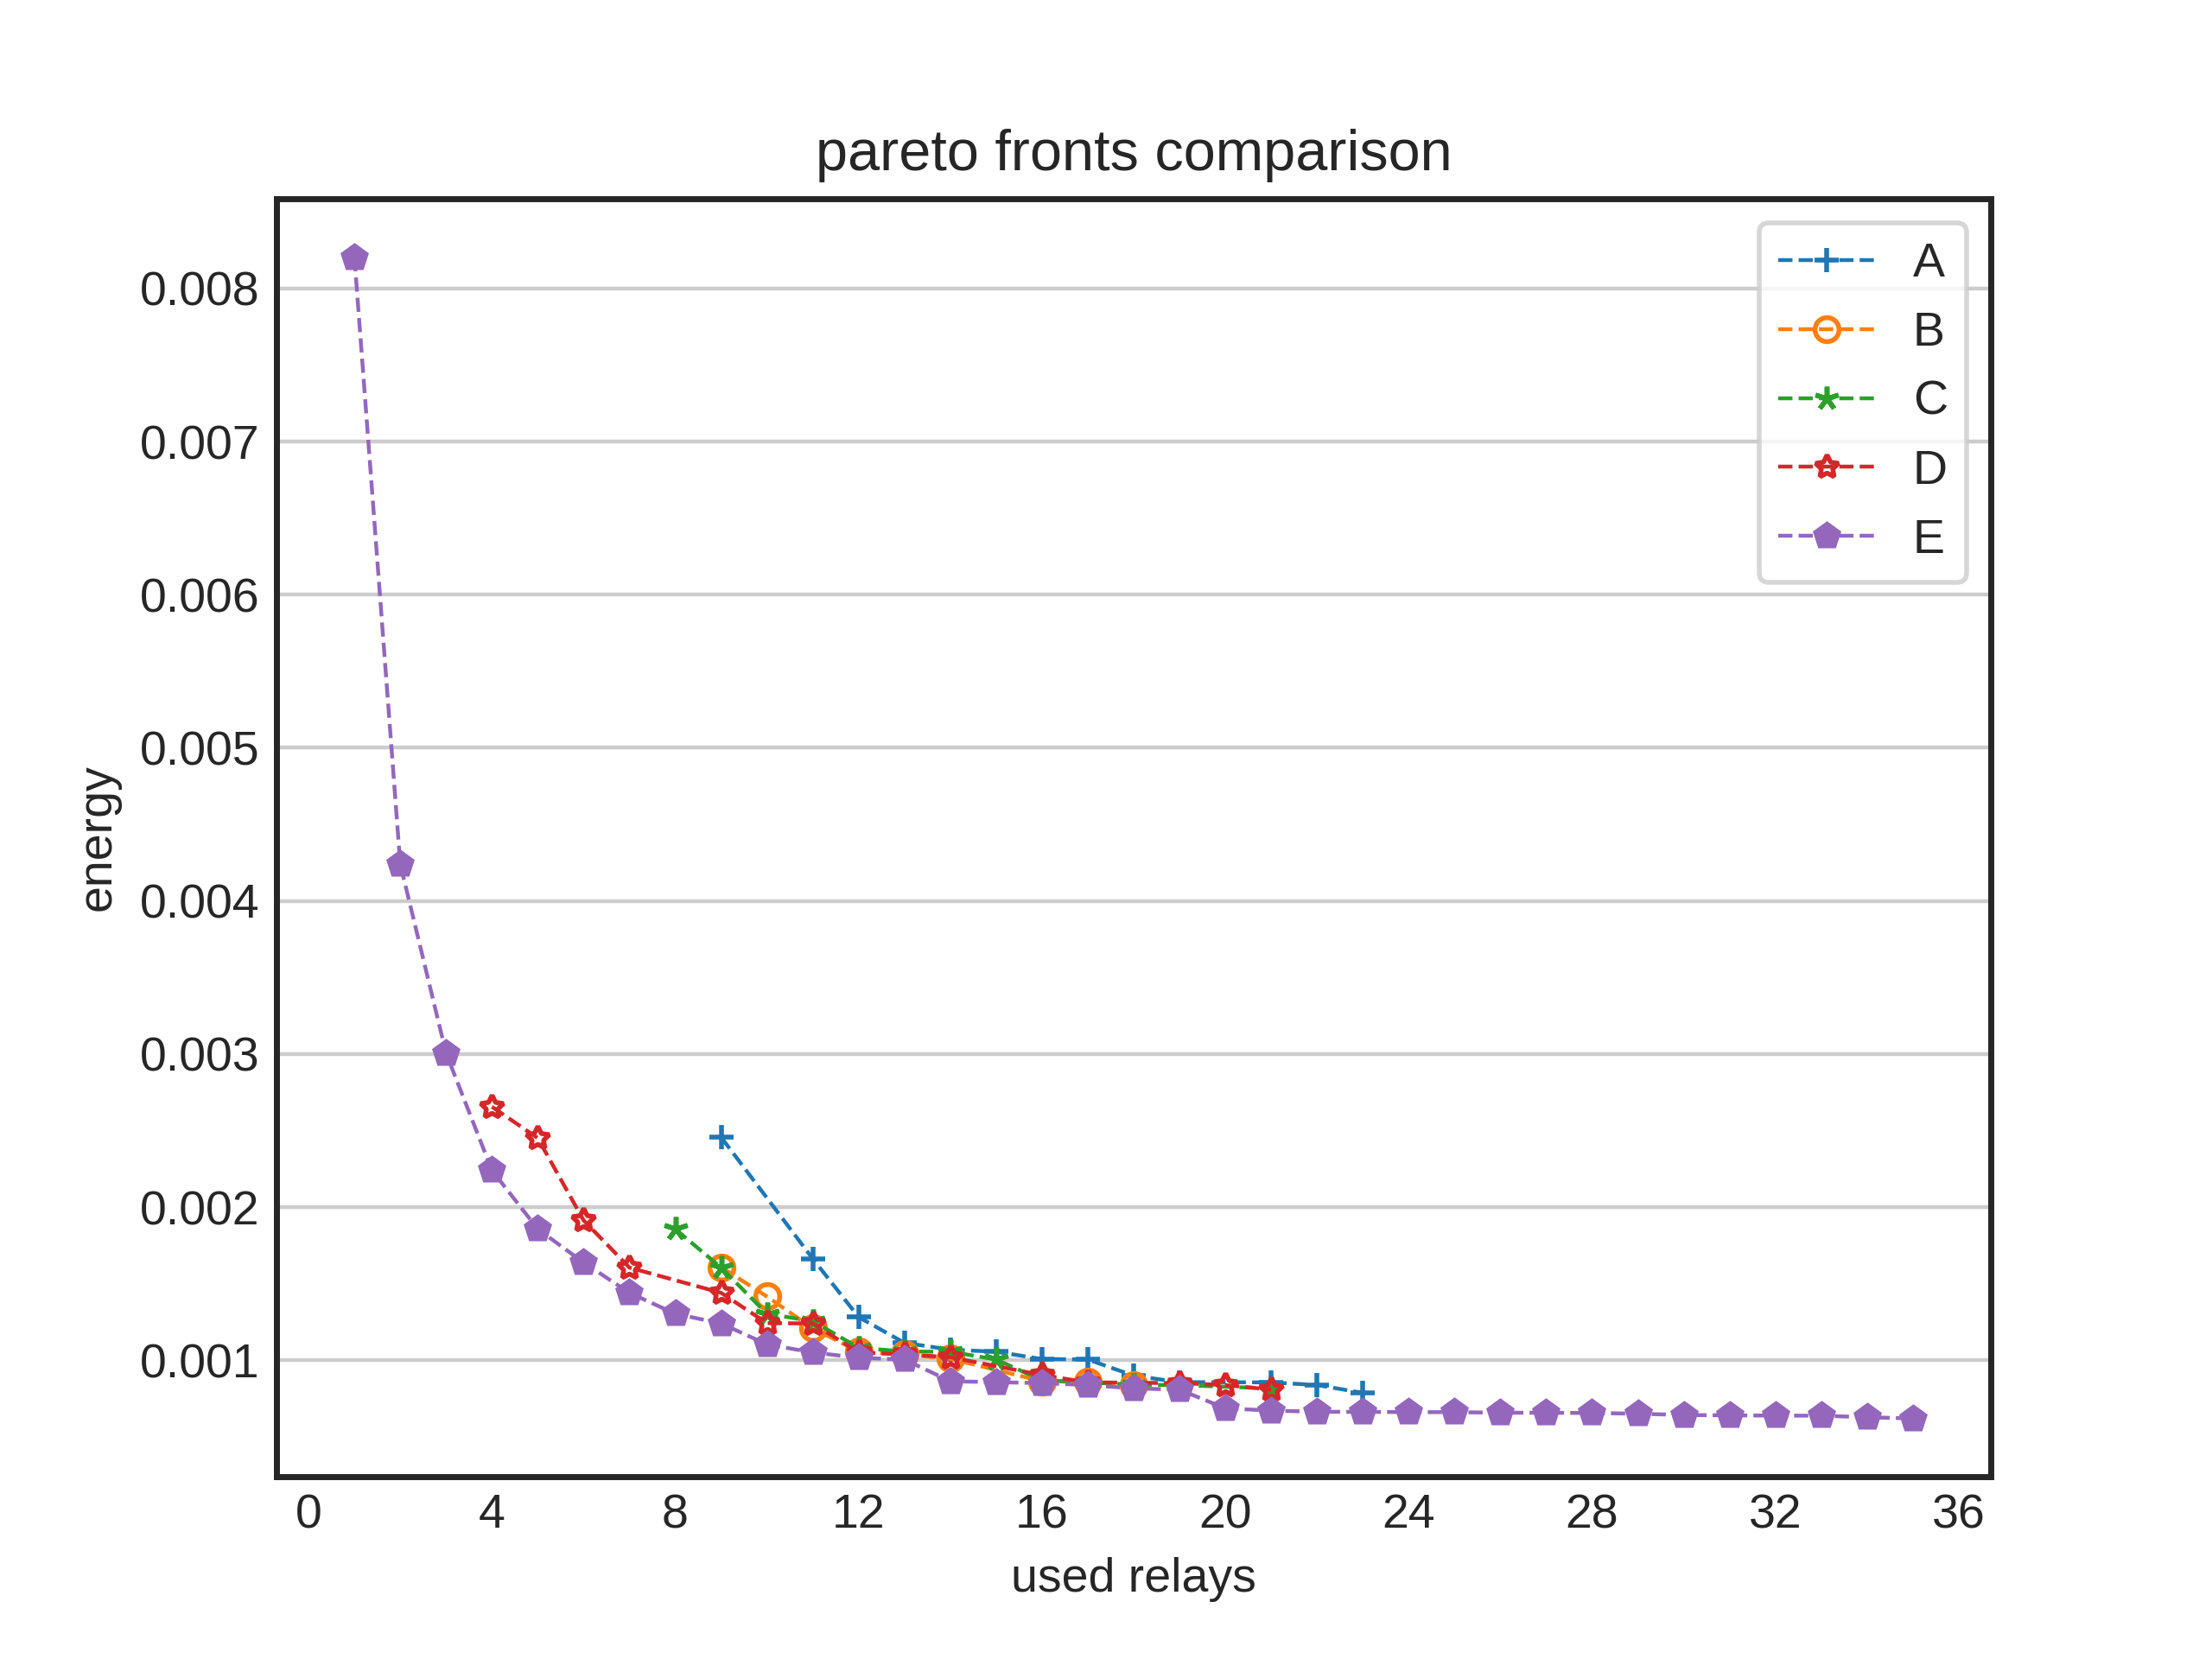 pareto fronts comparison
A
B
C
D
E
0.008
0.007
0.006
0.005
0.004
0.003
0.002
0.001
energy
0 4 8 12 16 20 24 28 32 36
used relays